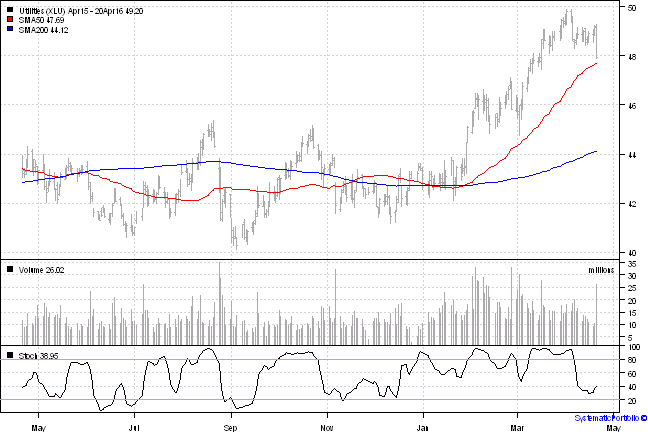 Utilities (XLU) Apr15 - 20Apr16 49.20
SMA50 47.69
SMA200 44.12
50
48
46
44
42
40
Volume 26.02
millions
35
30
25
20
15
10
5
Stoch 38.95
100
80
60
40
20
May Jul Sep Nov Jan Mar May
SystematicPortfolio ©